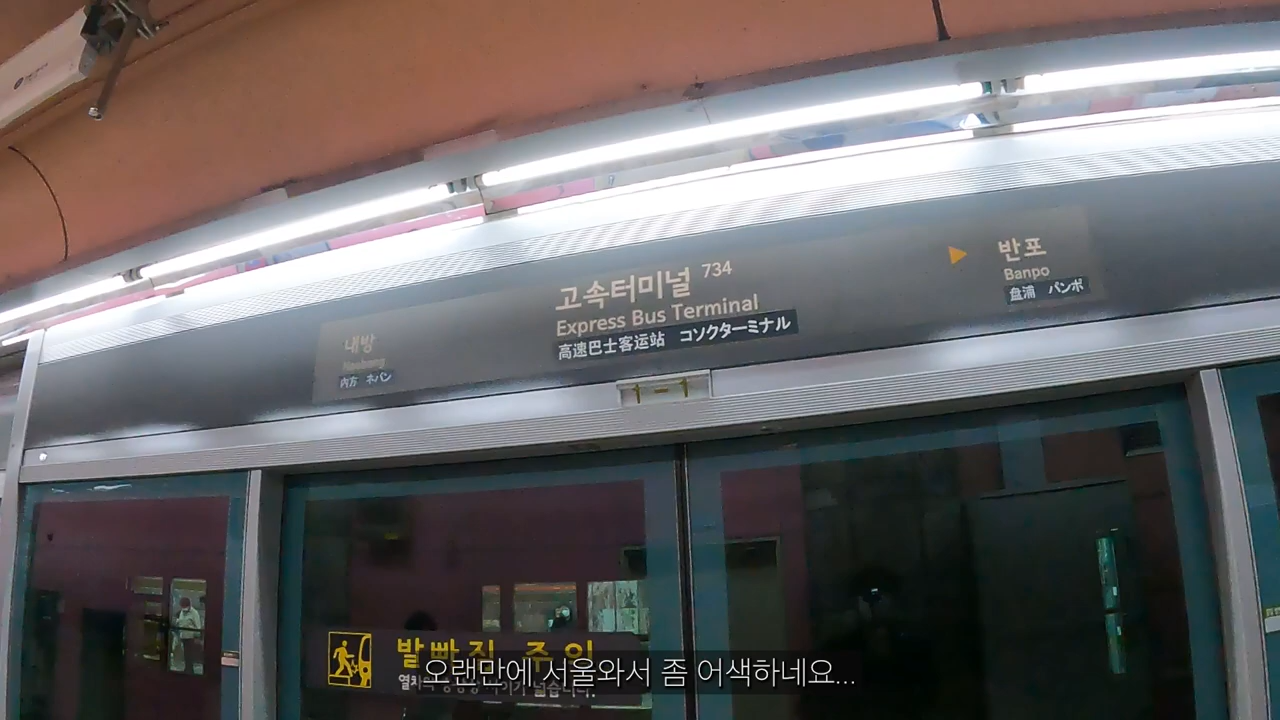 고속터미널 734
Express Bus Terminal
高速巴士客运站 コソクターミナル
반포
Banpo
盘浦 バンポ
내방
Naebang
内方 ネバン
1-1
발빠짐 주의
오랜만에 서울와서 좀 어색하네요...